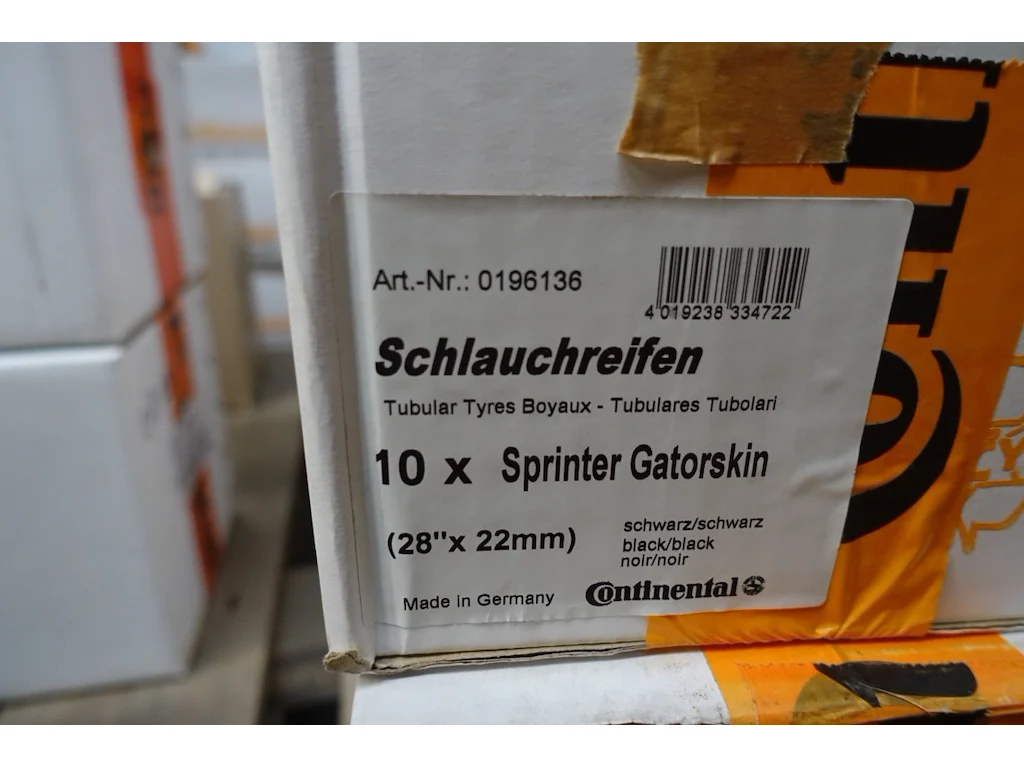 Art.-Nr.: 0196136
4 019238 334722
Schlauchreifen
Tubular Tyres Boyaux - Tubulares Tubolari
10 x Sprinter Gatorskin
(28"x 22mm)
schwarz/schwarz
black/black
noir/noir
Made in Germany
Continental